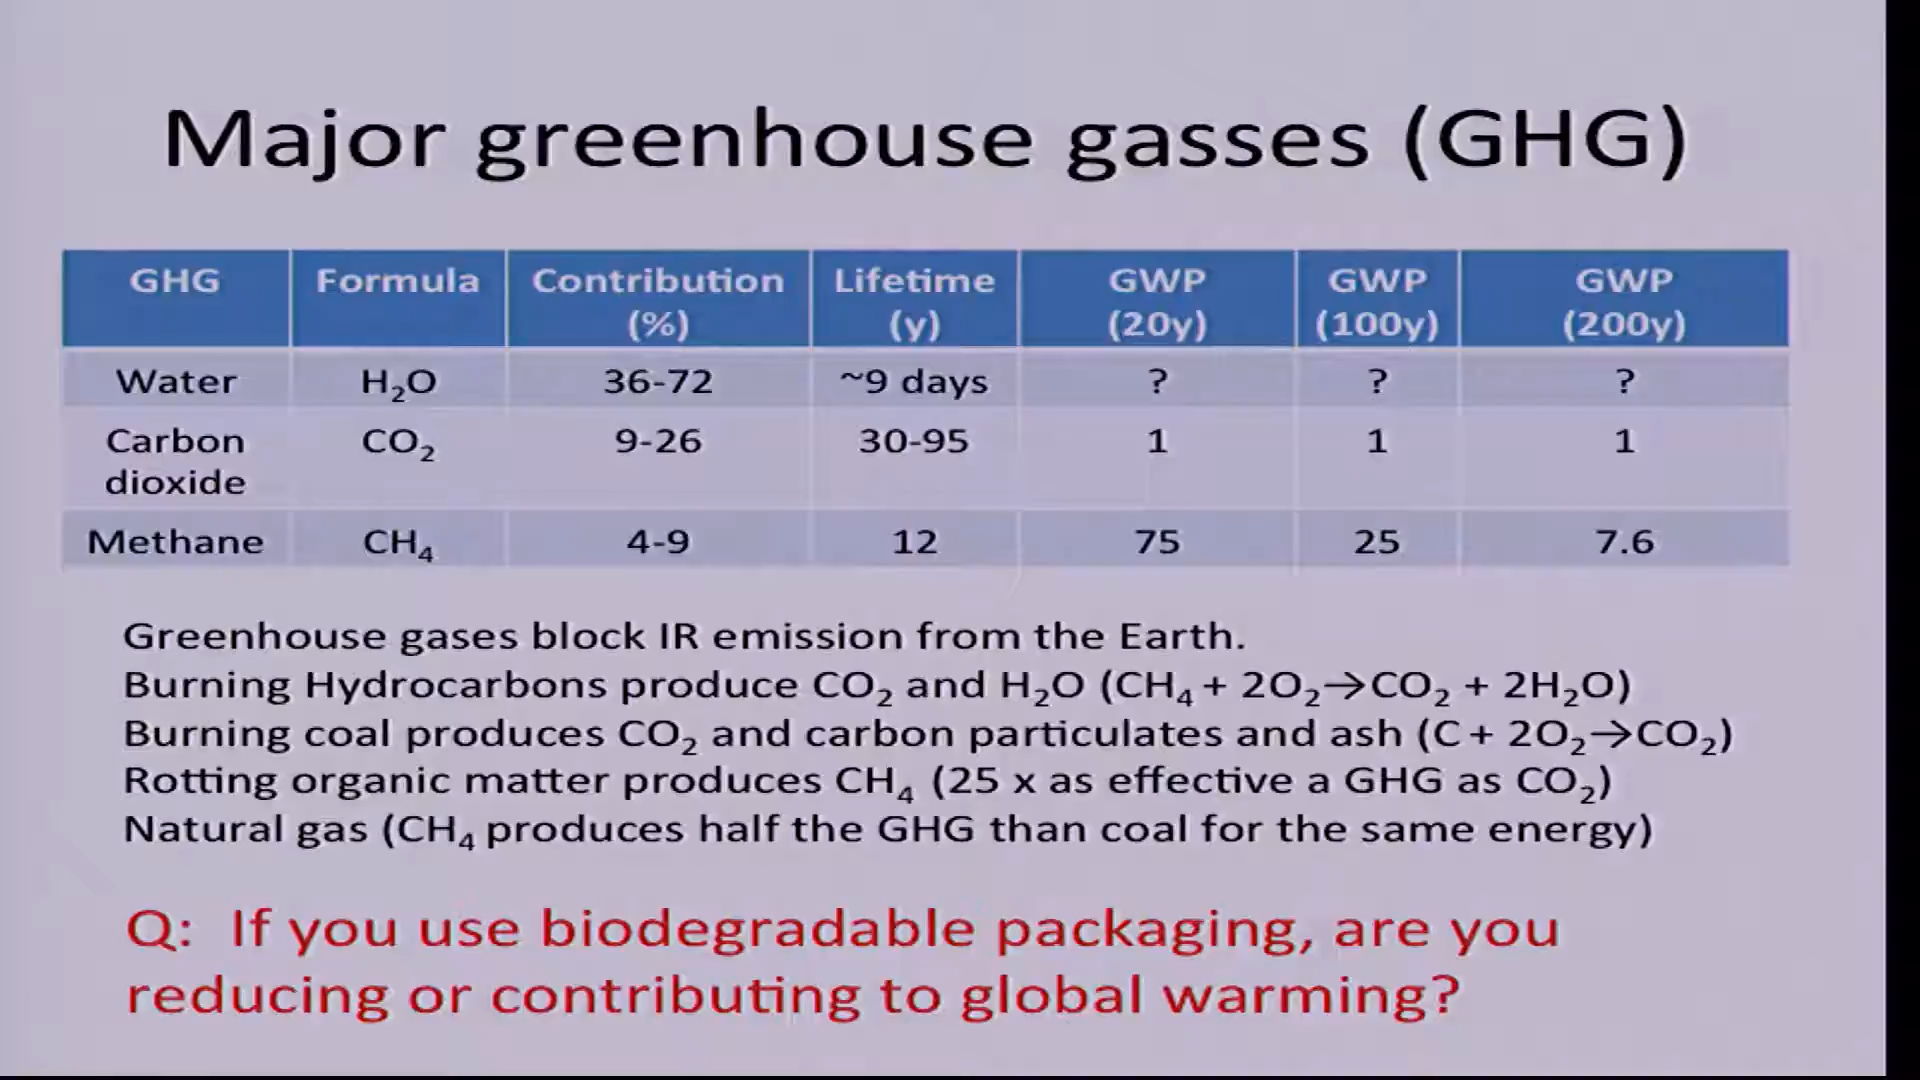 Major greenhouse gasses (GHG)
GHG Formula Contribution (%) Lifetime (y) GWP (20y) GWP (100y) GWP (200y)
Water H₂O 36-72 ~9 days ? ? ?
Carbon dioxide CO₂ 9-26 30-95 1 1 1
Methane CH₄ 4-9 12 75 25 7.6
Greenhouse gases block IR emission from the Earth.
Burning Hydrocarbons produce CO₂ and H₂O (CH₄ + 2O₂→CO₂ + 2H₂O)
Burning coal produces CO₂ and carbon particulates and ash (C + 2O₂→CO₂)
Rotting organic matter produces CH₄ (25 x as effective a GHG as CO₂)
Natural gas (CH₄ produces half the GHG than coal for the same energy)
Q: If you use biodegradable packaging, are you
reducing or contributing to global warming?